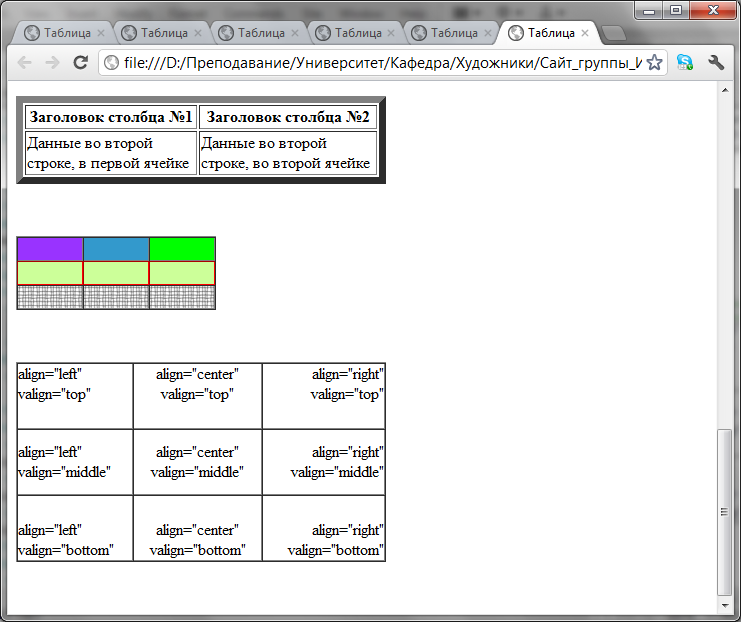 Таблица
Таблица
Таблица
Таблица
Таблица
Таблица
file:///D:/Преподавание/Университет/Кафедра/Художники/Сайт_группы_И
Заголовок столбца №1 Заголовок столбца №2
Данные во второй Данные во второй
строке, в первой ячейке строке, во второй ячейке
align="left" align="center" align="right"
valign="top" valign="top" valign="top"
align="left" align="center" align="right"
valign="middle" valign="middle" valign="middle"
align="left" align="center" align="right"
valign="bottom" valign="bottom" valign="bottom"